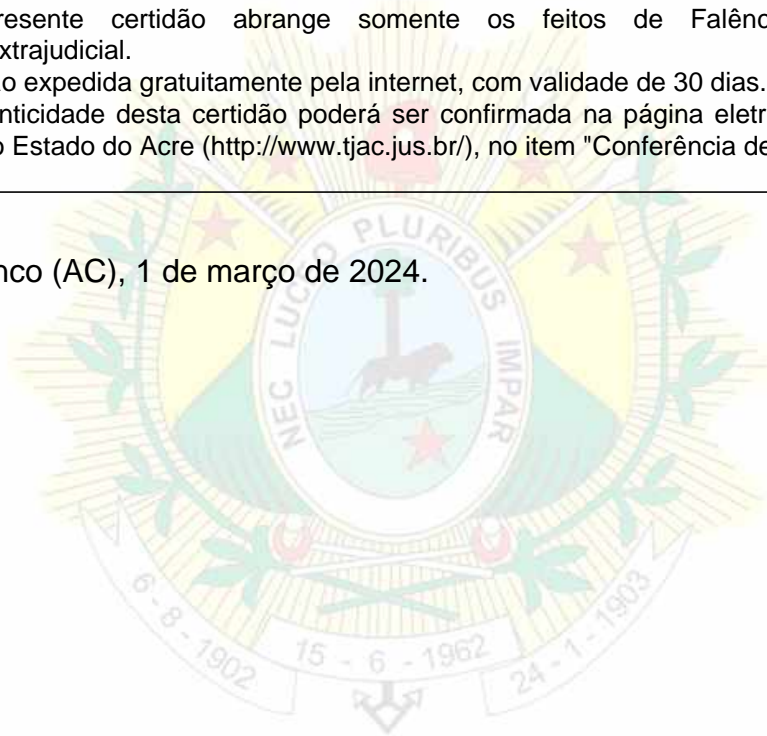 resente certidão abrange somente os feitos de Falênc
xtrajudicial.
o expedida gratuitamente pela internet, com validade de 30 dias.
nticidade desta certidão poderá ser confirmada na página eletr
o Estado do Acre (http://www.tjac.jus.br/), no item "Conferência de
nco (AC), 1 de março de 2024.
NEC LUCEO PLURIBUS IMPAR
6 - 8 - 1902
15 - 6 - 1962
24 - 1 - 1903